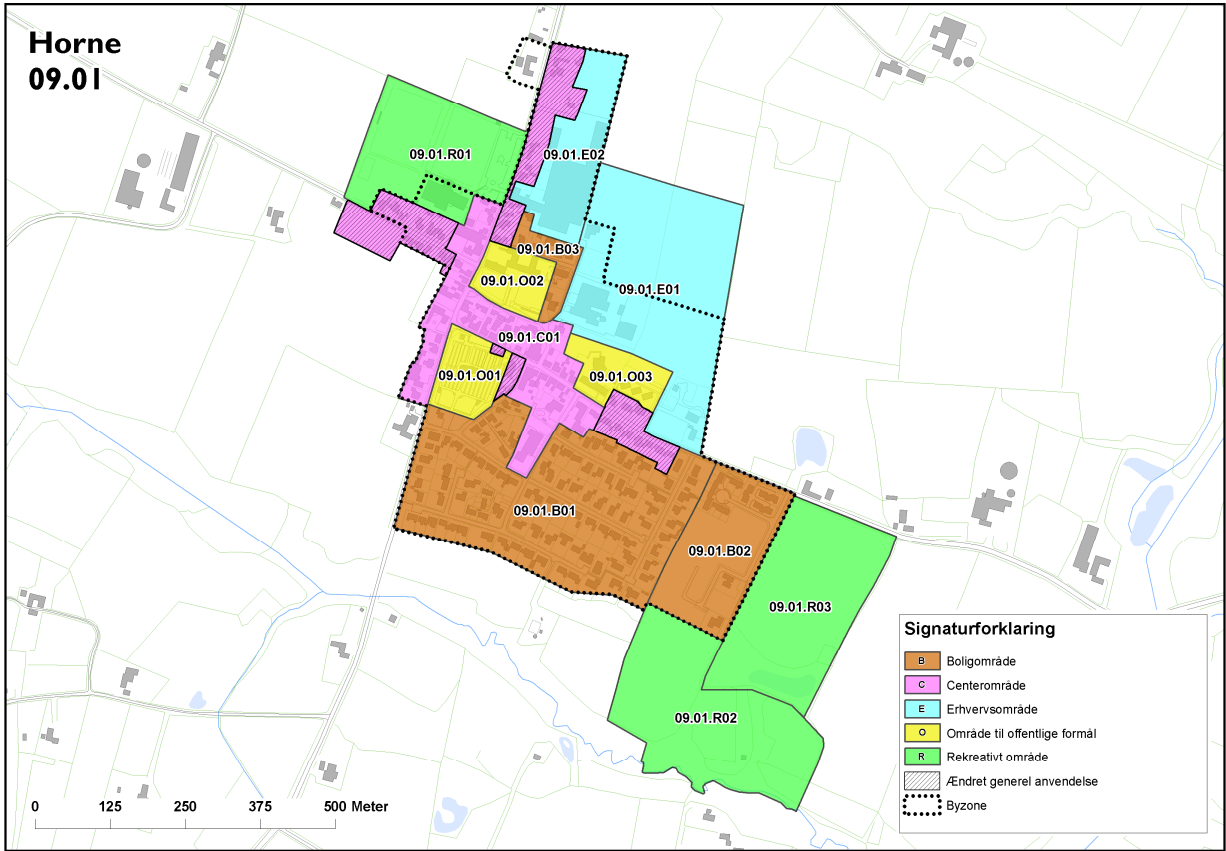 Horne
09.01
09.01.R01
09.01.E02
09.01.B03
09.01.O02
09.01.E01
09.01.C01
09.01.O01
09.01.O03
09.01.B01
09.01.B02
09.01.R03
09.01.R02
Signaturforklaring
B Boligområde
C Centerområde
E Erhvervsområde
O Område til offentlige formål
R Rekreativt område
Ændret generel anvendelse
Byzone
0 125 250 375 500 Meter